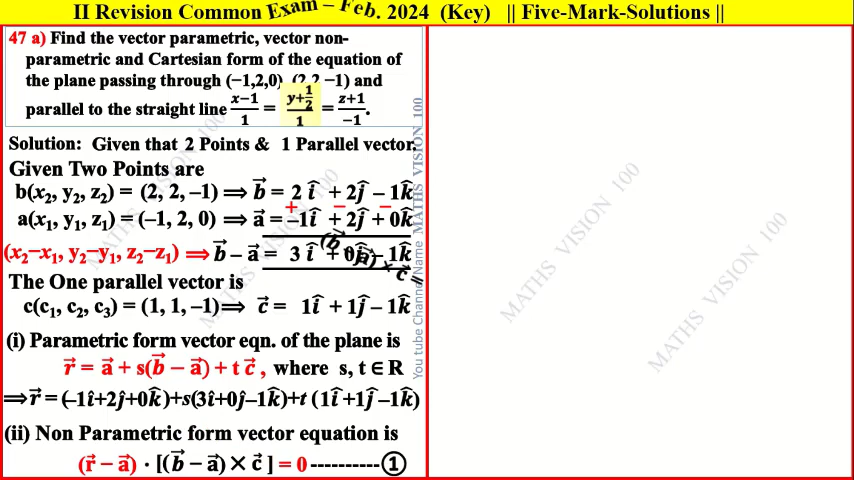 II Revision Common Exam – Feb. 2024 (Key) || Five-Mark-Solutions ||
47 a) Find the vector parametric, vector non-
parametric and Cartesian form of the equation of
the plane passing through (−1,2,0), (2,2 −1) and
parallel to the straight line (x−1)/1 = (y+1/2)/1 = (z+1)/−1.
Solution: Given that 2 Points & 1 Parallel vector.
Given Two Points are
b(x₂, y₂, z₂) = (2, 2, −1) ⟹ b⃗ = 2 î + 2ĵ − 1k̂
+ − −
a(x₁, y₁, z₁) = (−1, 2, 0) ⟹ a⃗ = −1î + 2ĵ + 0k̂
(x₂−x₁, y₂−y₁, z₂−z₁) ⟹ b⃗ − a⃗ = 3 î + 0ĵ − 1k̂
(b⃗ − a⃗) × c⃗ =
The One parallel vector is
c(c₁, c₂, c₃) = (1, 1, −1) ⟹ c⃗ = 1î + 1ĵ − 1k̂
(i) Parametric form vector eqn. of the plane is
r⃗ = a⃗ + s(b⃗ − a⃗) + t c⃗, where s, t ∈ R
⟹ r⃗ = (−1î+2ĵ+0k̂)+s(3î+0ĵ−1k̂)+t (1î+1ĵ−1k̂)
(ii) Non Parametric form vector equation is
(r⃗ − a⃗) · [(b⃗ − a⃗) × c⃗ ] = 0 ----------①
You tube Channel Name MATHS VISION 100
MATHS VISION 100
MATHS VISION 100
MATHS VISION 100
MATHS VISION 100